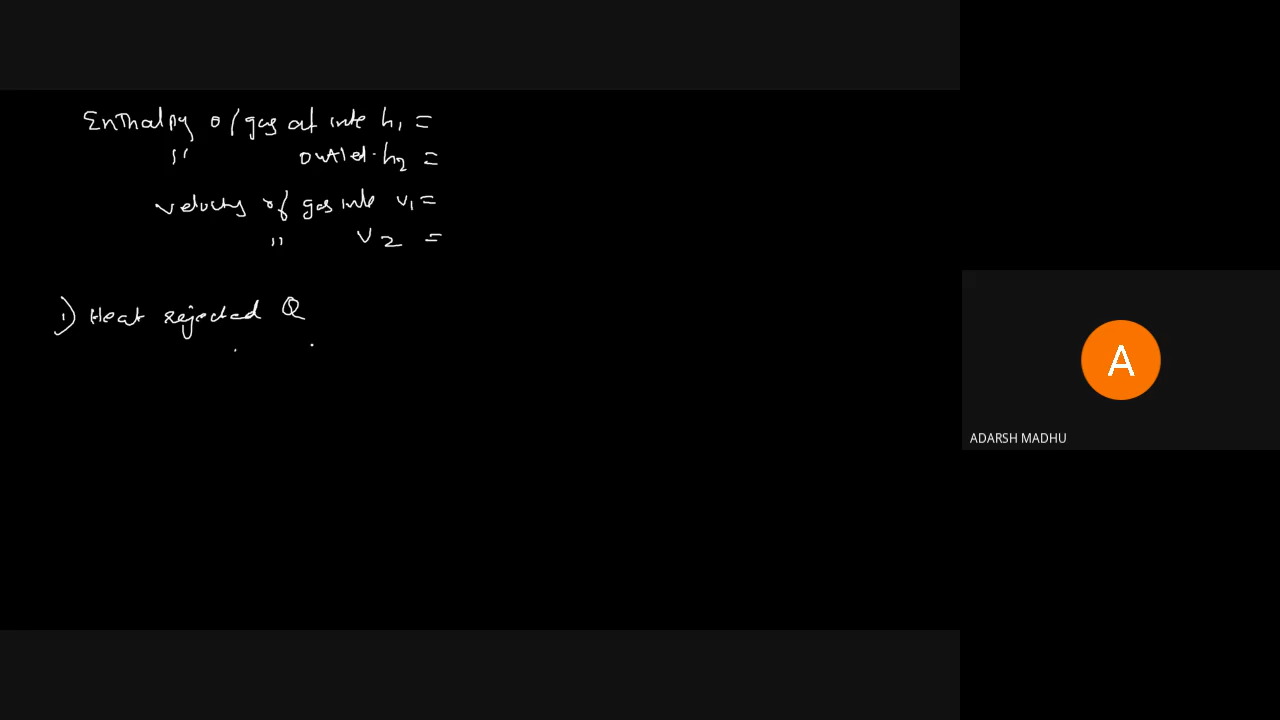 Enthalpy of gas at inlet h₁ =
" outlet. h₂ =
velocity of gas inlet v₁ =
" V2 =
1) Heat rejected Q
A
ADARSH MADHU